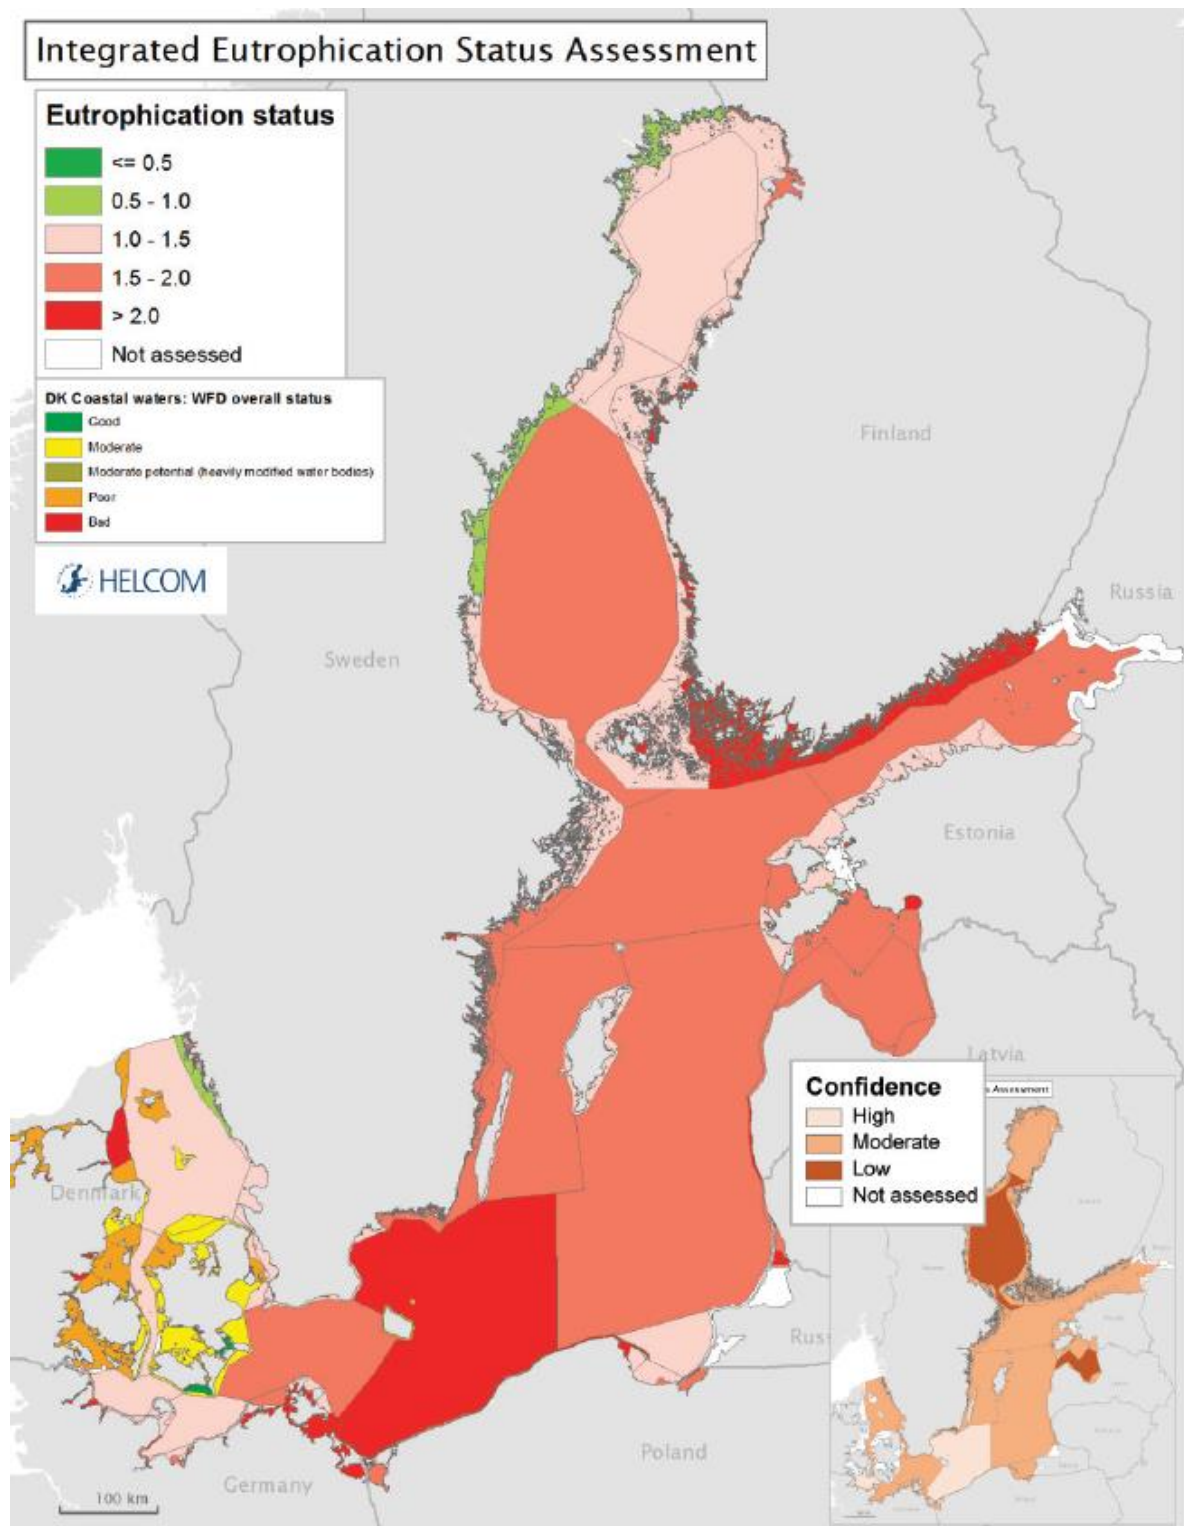 Integrated Eutrophication Status Assessment
Eutrophication status
<= 0.5
0.5 - 1.0
1.0 - 1.5
1.5 - 2.0
> 2.0
Not assessed
DK Coastal waters: WFD overall status
Good
Moderate
Moderate potential (heavily modified water bodies)
Poor
Bad
HELCOM
Finland
Russia
Sweden
Estonia
Latvia
Denmark
Confidence
s Assessment
High
Moderate
Low
Not assessed
Rus
Poland
Germany
100 km